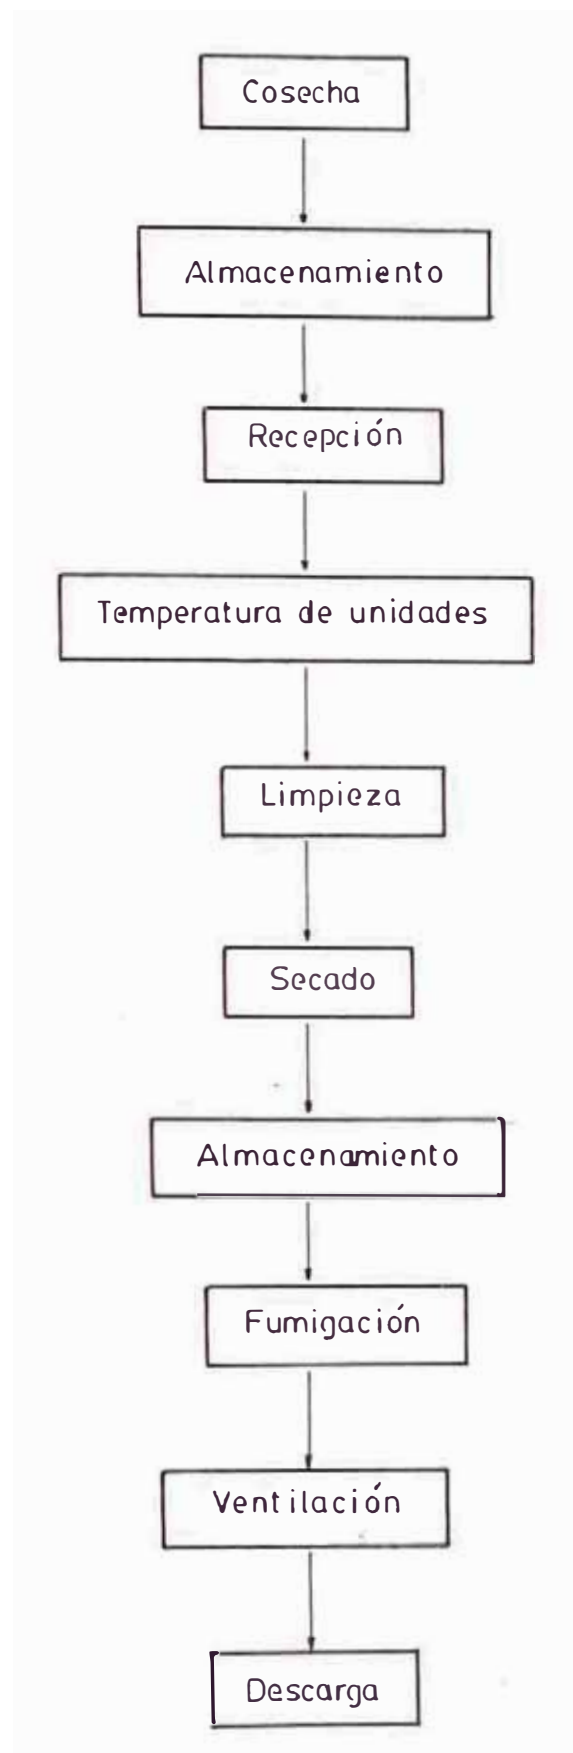 Cosecha
Almacenamiento
Recepción
Temperatura de unidades
Limpieza
Secado
Almacenamiento
Fumigación
Ventilación
Descarga